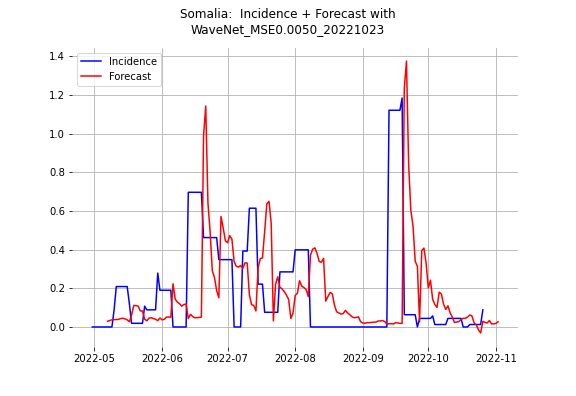 Somalia:  Incidence + Forecast with
WaveNet_MSE0.0050_20221023
Incidence
Forecast
1.4
1.2
1.0
0.8
0.6
0.4
0.2
0.0
2022-05 2022-06 2022-07 2022-08 2022-09 2022-10 2022-11